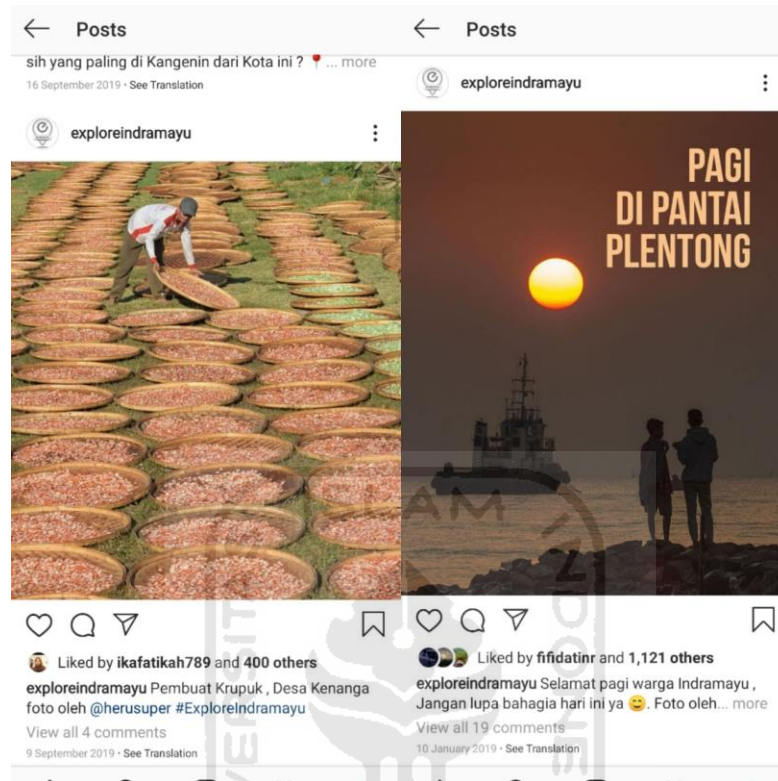 Posts
sih yang paling di Kangenin dari Kota ini ? 📍... more
16 September 2019 • See Translation
exploreindramayu
Liked by ikafatikah789 and 400 others
exploreindramayu Pembuat Krupuk , Desa Kenanga
foto oleh @herusuper #ExploreIndramayu
View all 4 comments
9 September 2019 • See Translation
Posts
exploreindramayu
PAGI
DI PANTAI
PLENTONG
Liked by fifidatinr and 1,121 others
exploreindramayu Selamat pagi warga Indramayu ,
Jangan lupa bahagia hari ini ya 😊. Foto oleh... more
View all 19 comments
10 January 2019 • See Translation